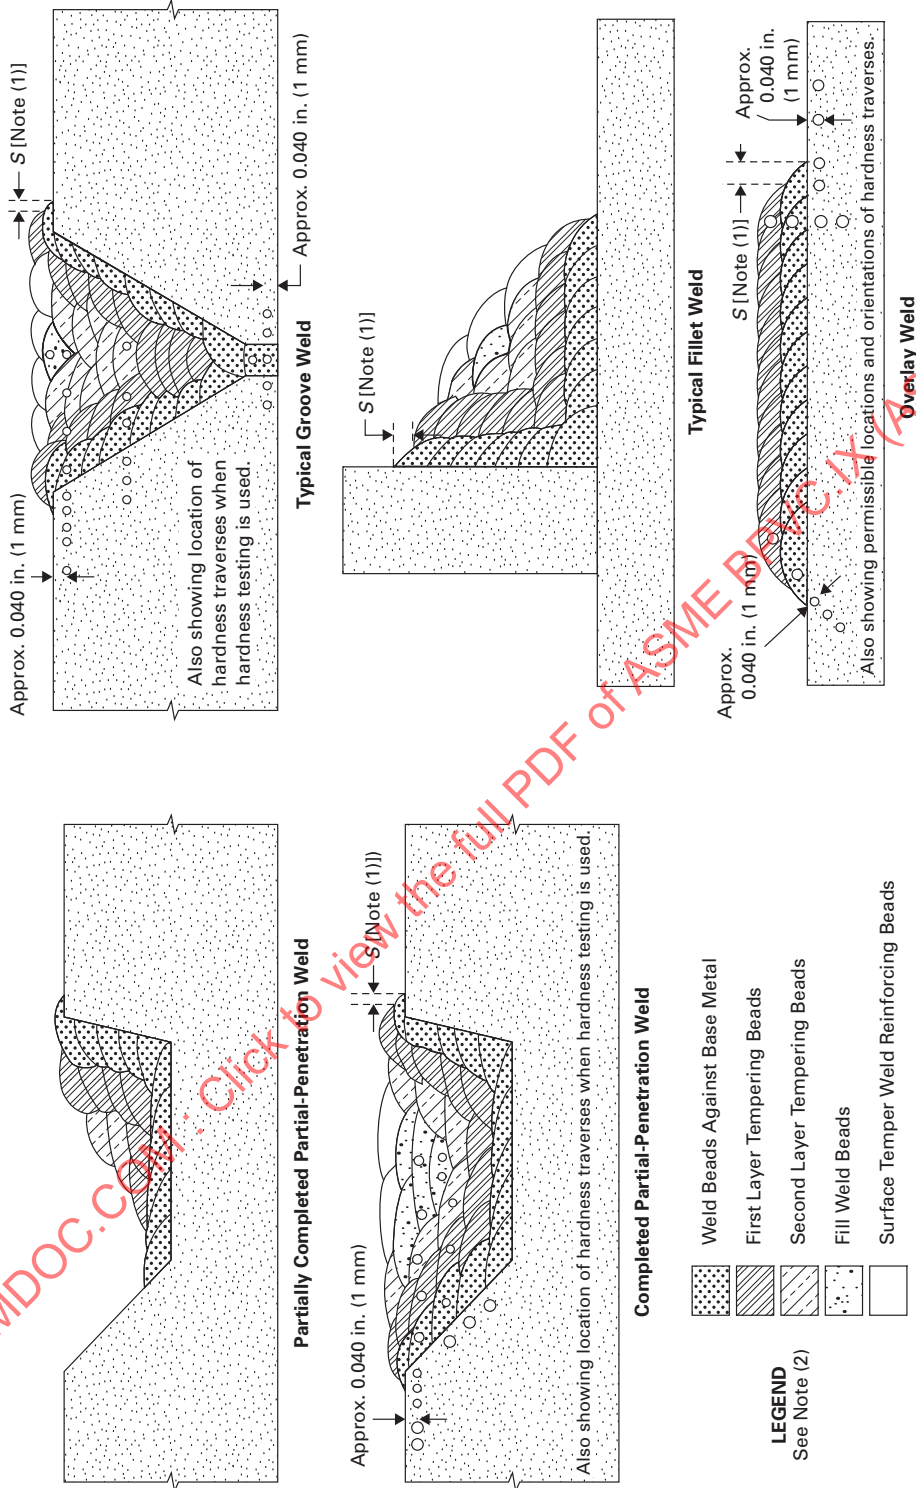 Approx. 0.040 in. (1 mm)
S [Note (1)]
Also showing location of
hardness traverses when
hardness testing is used.
Approx. 0.040 in. (1 mm)
Typical Groove Weld
S [Note (1)]
Typical Fillet Weld
Approx.
0.040 in. (1 mm)
S [Note (1)]
Approx.
0.040 in.
(1 mm)
Also showing permissible locations and orientations of hardness traverses.
Overlay Weld
Partially Completed Partial-Penetration Weld
Approx. 0.040 in. (1 mm)
S [Note (1)])
Also showing location of hardness traverses when hardness testing is used.
Completed Partial-Penetration Weld
LEGEND
See Note (2)
Weld Beads Against Base Metal
First Layer Tempering Beads
Second Layer Tempering Beads
Fill Weld Beads
Surface Temper Weld Reinforcing Beads
MDOC.COM : Click to view the full PDF of ASME BPVC.IX